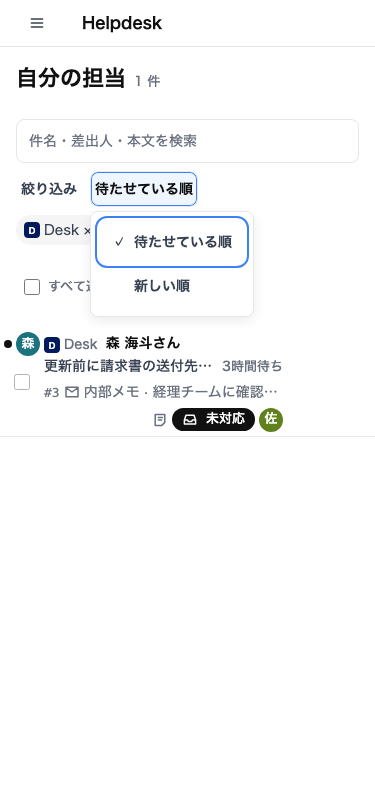 Helpdesk
自分の担当 1 件
件名・差出人・本文を検索
絞り込み 待たせている順
D Desk ×
✓ 待たせている順
新しい順
すべて
森 D Desk 森 海斗さん
更新前に請求書の送付先… 3時間待ち
#3 内部メモ · 経理チームに確認…
未対応 佐